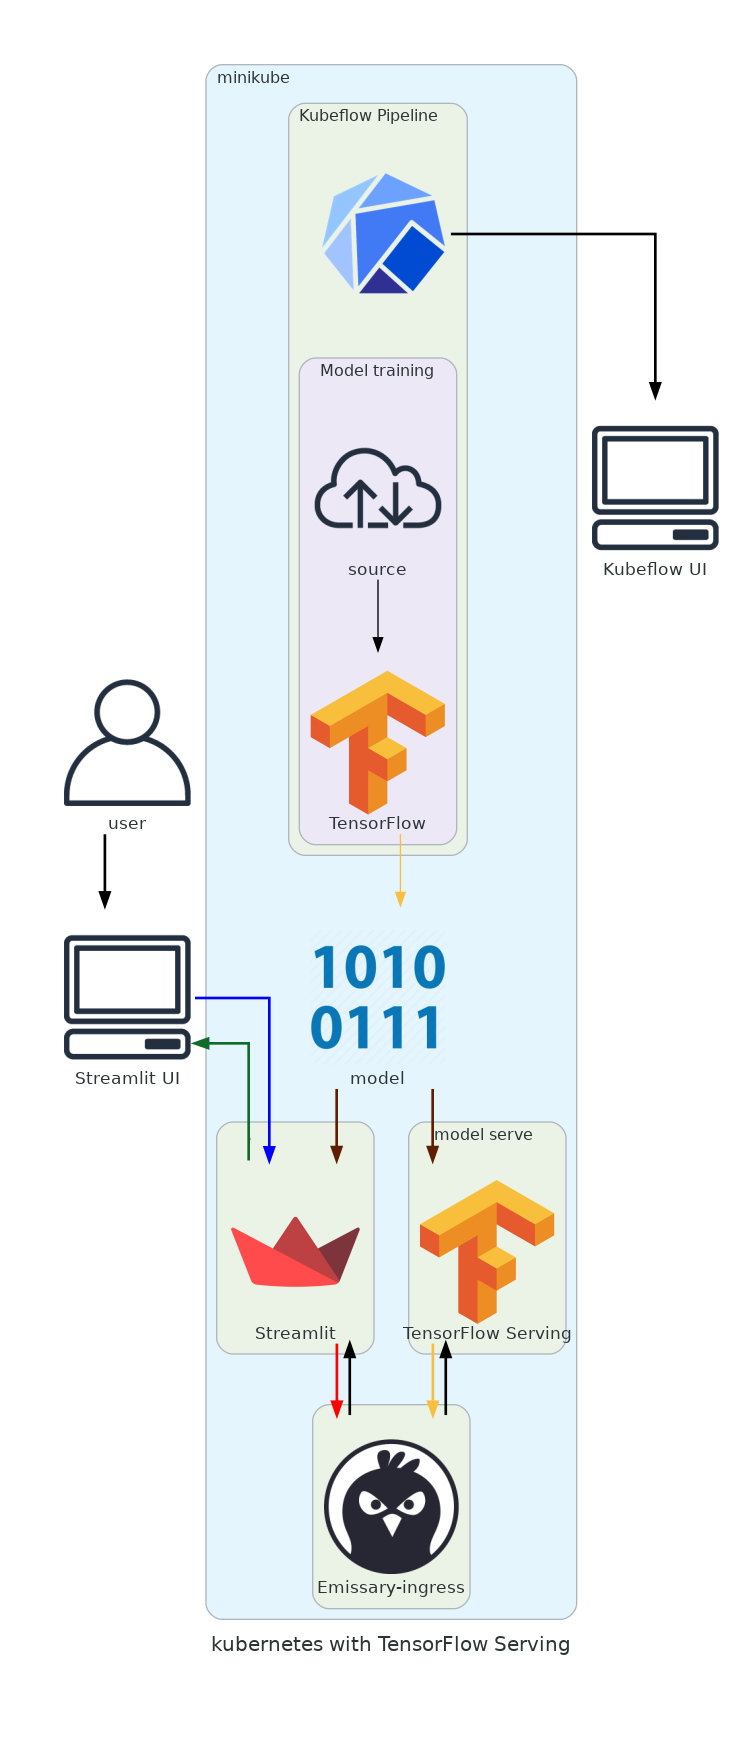 minikube
Kubeflow Pipeline
Model training
source
Kubeflow UI
TensorFlow
user
1010
0111
Streamlit UI
model
model serve
Streamlit
TensorFlow Serving
Emissary-ingress
kubernetes with TensorFlow Serving